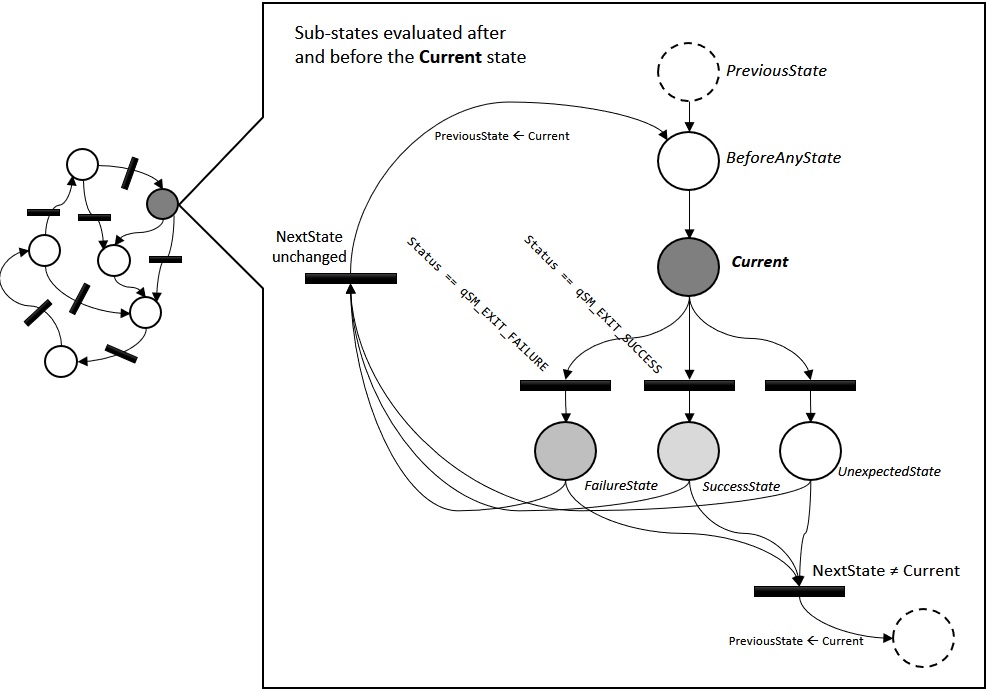 Sub-states evaluated after
and before the Current state
PreviousState
PreviousState ← Current
BeforeAnyState
NextState
unchanged
Current
Status == qSM_EXIT_FAILURE
Status == qSM_EXIT_SUCCESS
FailureState
SuccessState
UnexpectedState
NextState ≠ Current
PreviousState ← Current